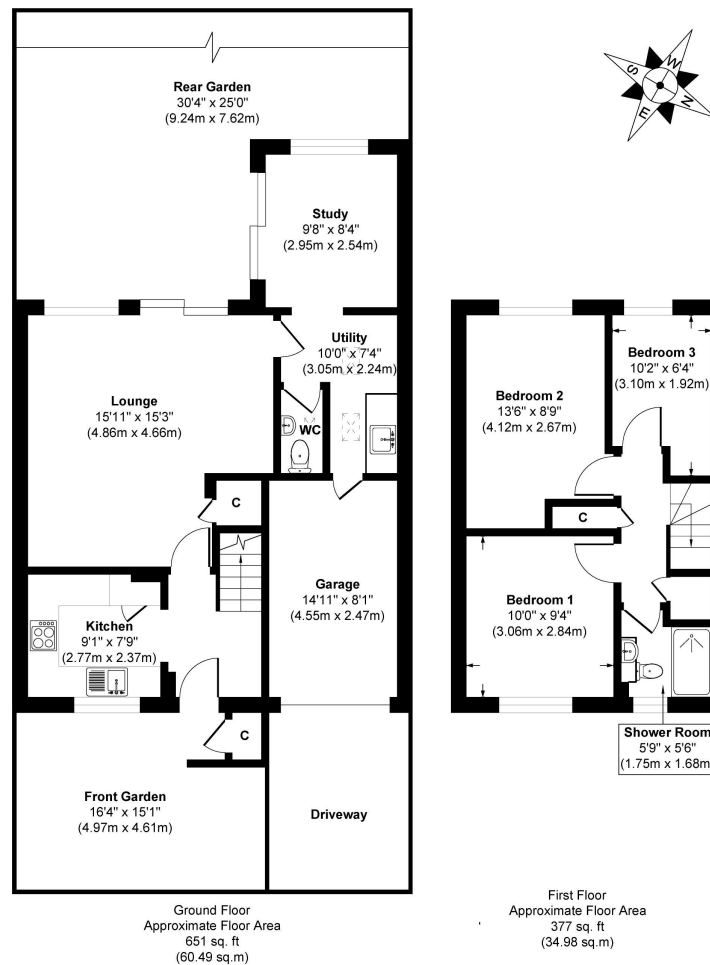 Rear Garden
30'4" x 25'0"
(9.24m x 7.62m)
S
W
N
E
Study
9'8" x 8'4"
(2.95m x 2.54m)
Utility
10'0" x 7'4"
(3.05m x 2.24m)
Lounge
15'11" x 15'3"
(4.86m x 4.66m)
WC
C
Garage
14'11" x 8'1"
(4.55m x 2.47m)
Kitchen
9'1" x 7'9"
(2.77m x 2.37m)
C
Front Garden
16'4" x 15'1"
(4.97m x 4.61m)
Driveway
Ground Floor
Approximate Floor Area
651 sq. ft
(60.49 sq.m)
Bedroom 3
10'2" x 6'4"
(3.10m x 1.92m)
Bedroom 2
13'6" x 8'9"
(4.12m x 2.67m)
C
Bedroom 1
10'0" x 9'4"
(3.06m x 2.84m)
Shower Room
5'9" x 5'6"
(1.75m x 1.68m
First Floor
Approximate Floor Area
377 sq. ft
(34.98 sq.m)